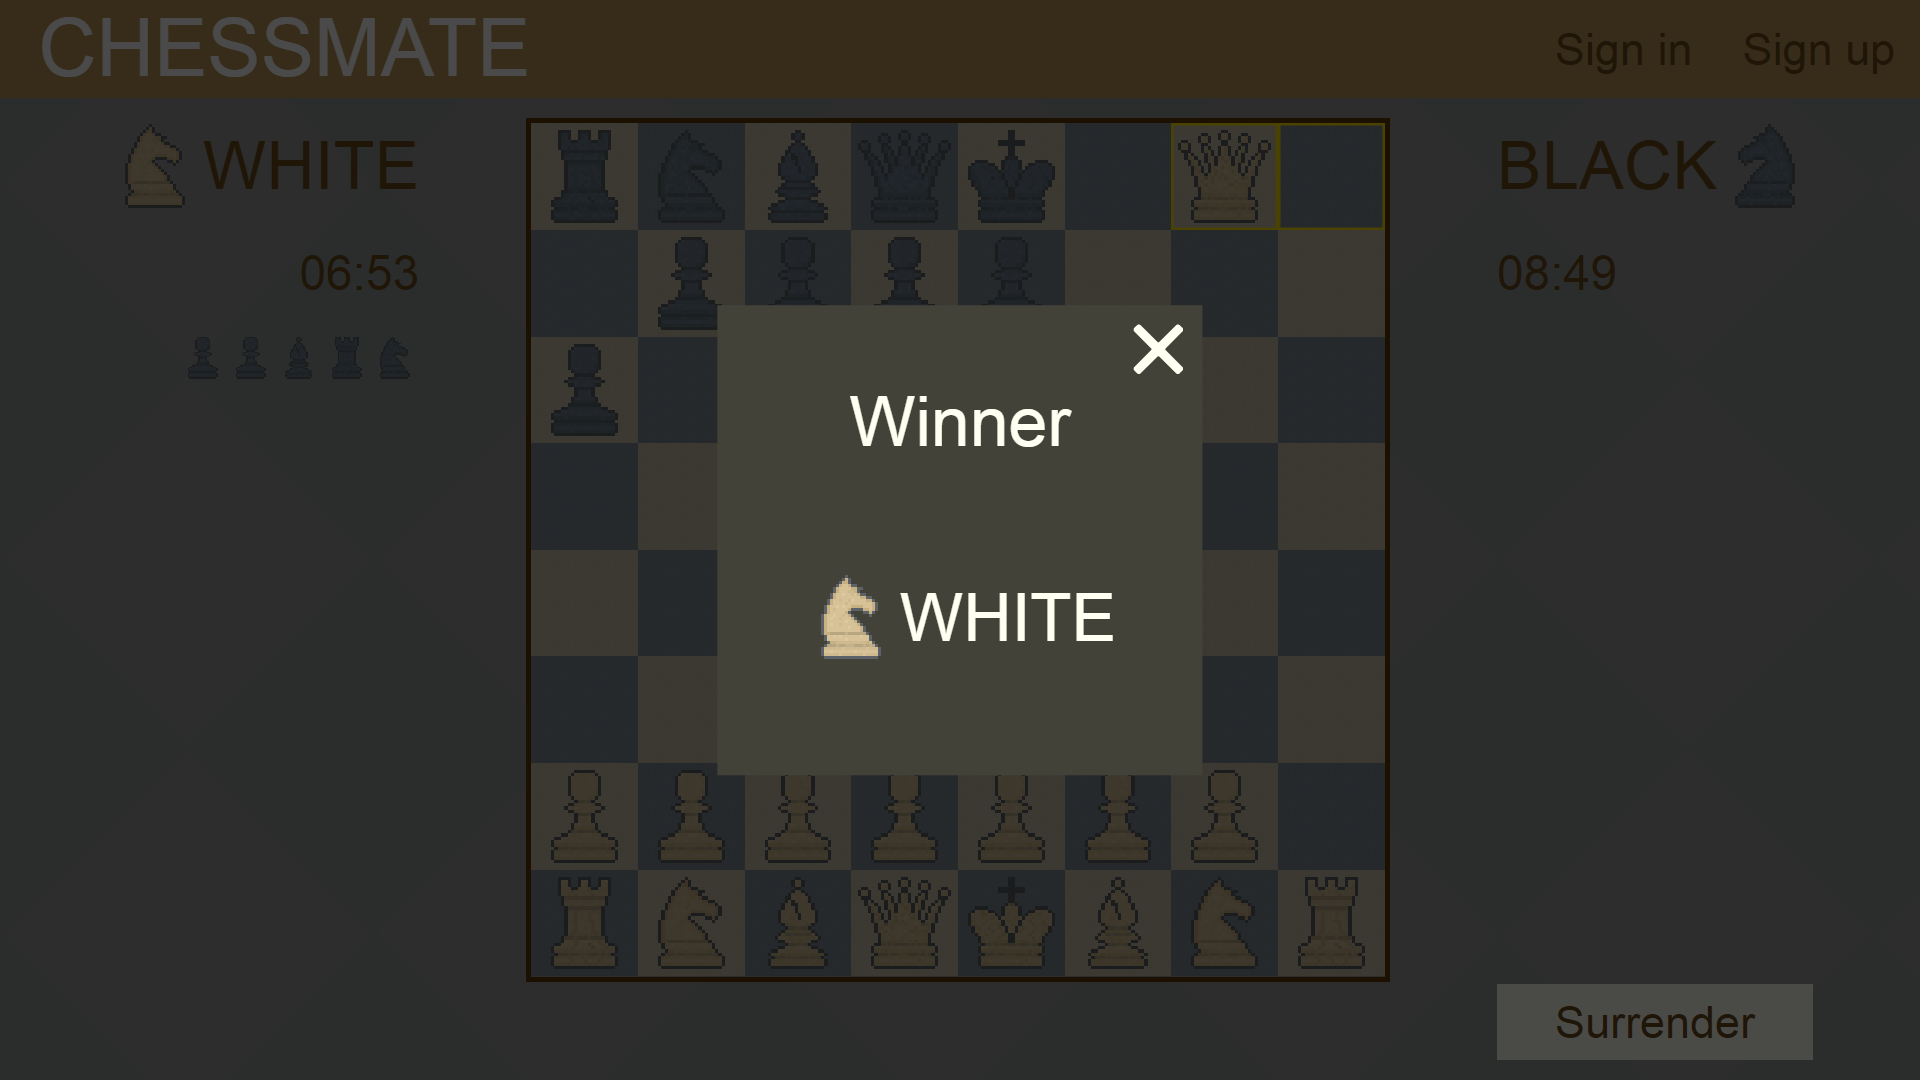 CHESSMATE
Sign in
Sign up
WHITE
06:53
BLACK
08:49
Winner
WHITE
Surrender